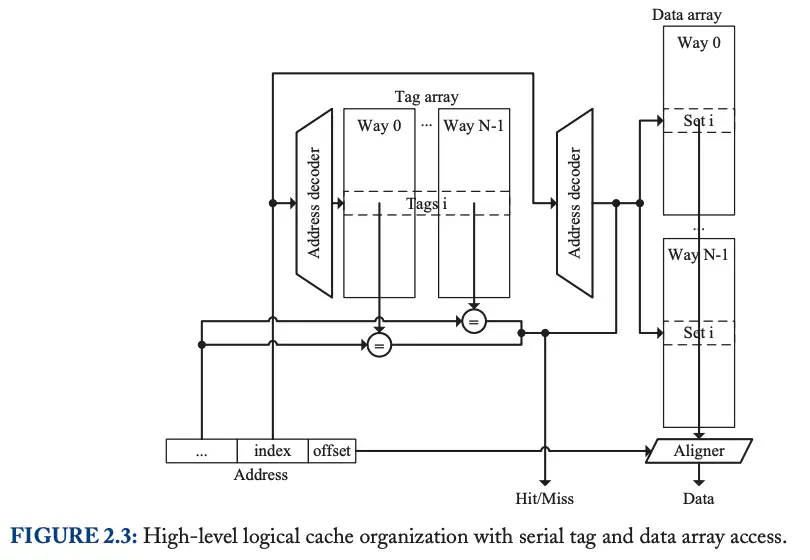 Data array
Way 0
Tag array
Way 0 ... Way N-1
Address decoder
Address decoder
Set i
Tags i
...
Way N-1
=
=
Set i
... index offset
Aligner
Address
Hit/Miss
Data
FIGURE 2.3: High-level logical cache organization with serial tag and data array access.